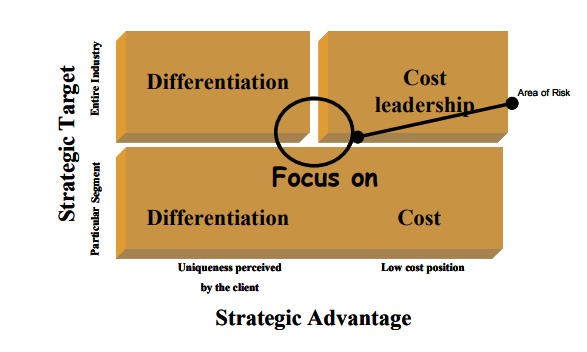 Strategic Target
Entire Industry
Particular Segment
Differentiation
Cost
leadership
Area of Risk
Focus on
Differentiation
Cost
Uniqueness perceived
by the client
Low cost position
Strategic Advantage